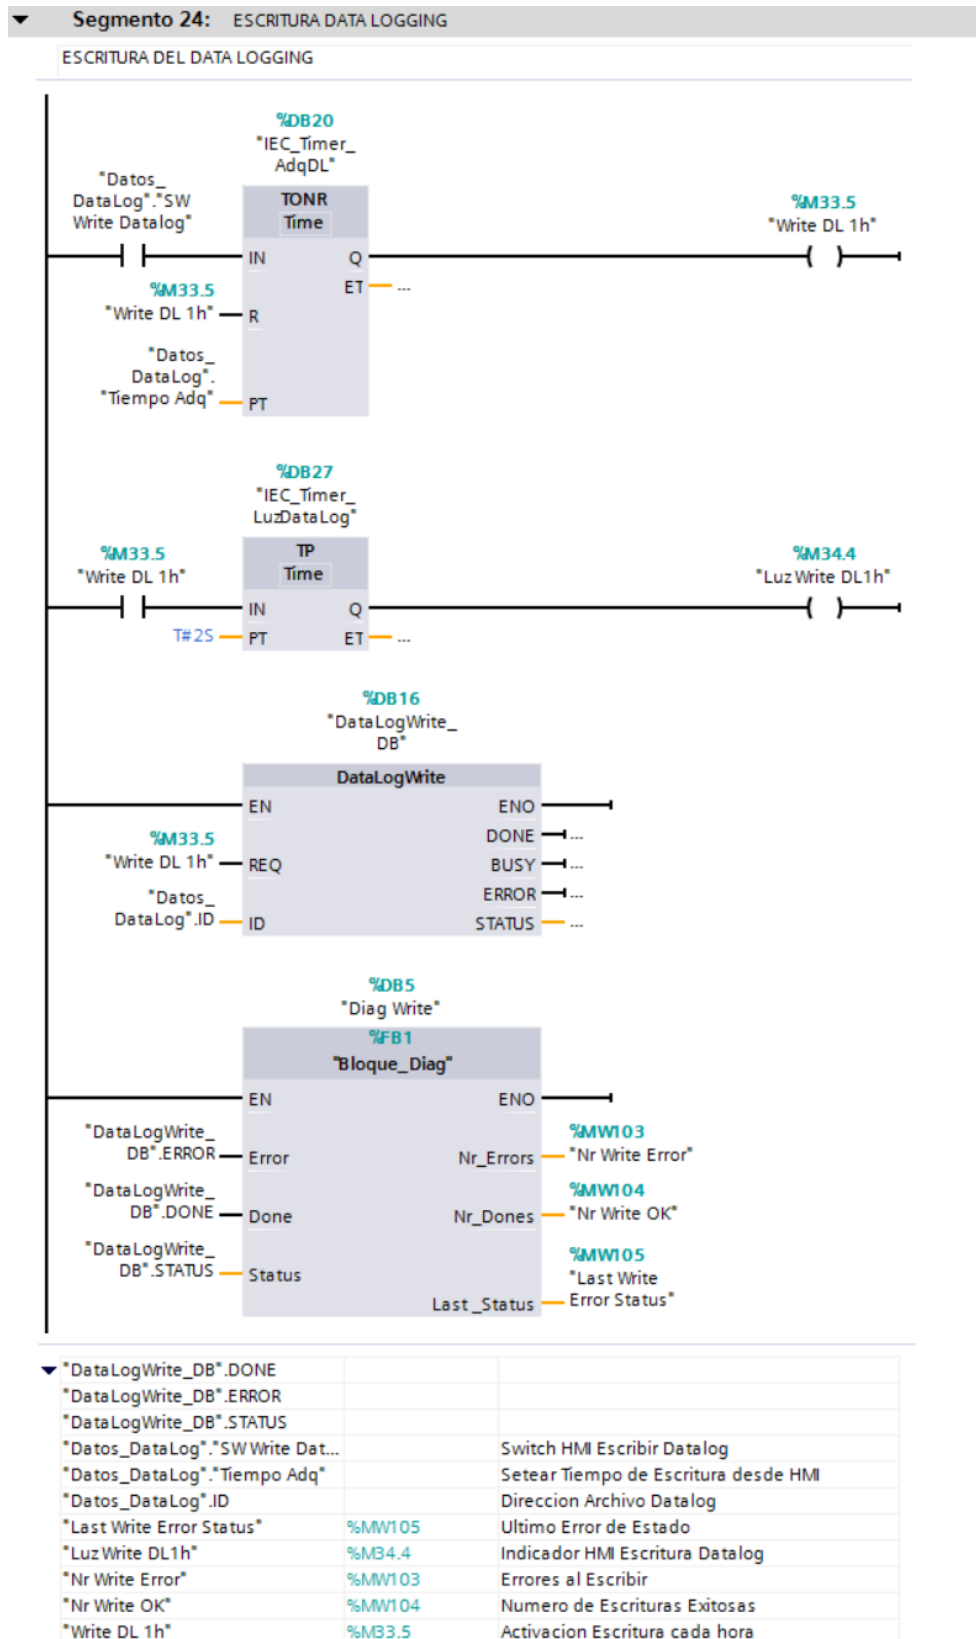 Segmento 24: ESCRITURA DATA LOGGING
ESCRITURA DEL DATA LOGGING
%DB20
"IEC_Timer_
AdqDL"
"Datos_
DataLog"."SW
Write Datalog"
TONR
Time
%M33.5
"Write DL 1h"
IN
Q
ET
...
%M33.5
"Write DL 1h"
R
"Datos_
DataLog".
"Tiempo Adq"
PT
%DB27
"IEC_Timer_
LuzDataLog"
%M33.5
"Write DL 1h"
TP
Time
%M34.4
"Luz Write DL1h"
IN
Q
T#2S
PT
ET
...
%DB16
"DataLogWrite_
DB"
DataLogWrite
EN
ENO
DONE
...
%M33.5
"Write DL 1h"
REQ
BUSY
...
ERROR
...
"Datos_
DataLog".ID
ID
STATUS
...
%DB5
"Diag Write"
%FB1
"Bloque_Diag"
EN
ENO
"DataLogWrite_
DB".ERROR
Error
Nr_Errors
%MW103
"Nr Write Error"
"DataLogWrite_
DB".DONE
Done
Nr_Dones
%MW104
"Nr Write OK"
"DataLogWrite_
DB".STATUS
Status
Last_Status
%MW105
"Last Write
Error Status"
"DataLogWrite_DB".DONE
"DataLogWrite_DB".ERROR
"DataLogWrite_DB".STATUS
"Datos_DataLog"."SW Write Dat... Switch HMI Escribir Datalog
"Datos_DataLog"."Tiempo Adq" Setear Tiempo de Escritura desde HMI
"Datos_DataLog".ID Direccion Archivo Datalog
"Last Write Error Status" %MW105 Ultimo Error de Estado
"Luz Write DL1h" %M34.4 Indicador HMI Escritura Datalog
"Nr Write Error" %MW103 Errores al Escribir
"Nr Write OK" %MW104 Numero de Escrituras Exitosas
"Write DL 1h" %M33.5 Activacion Escritura cada hora